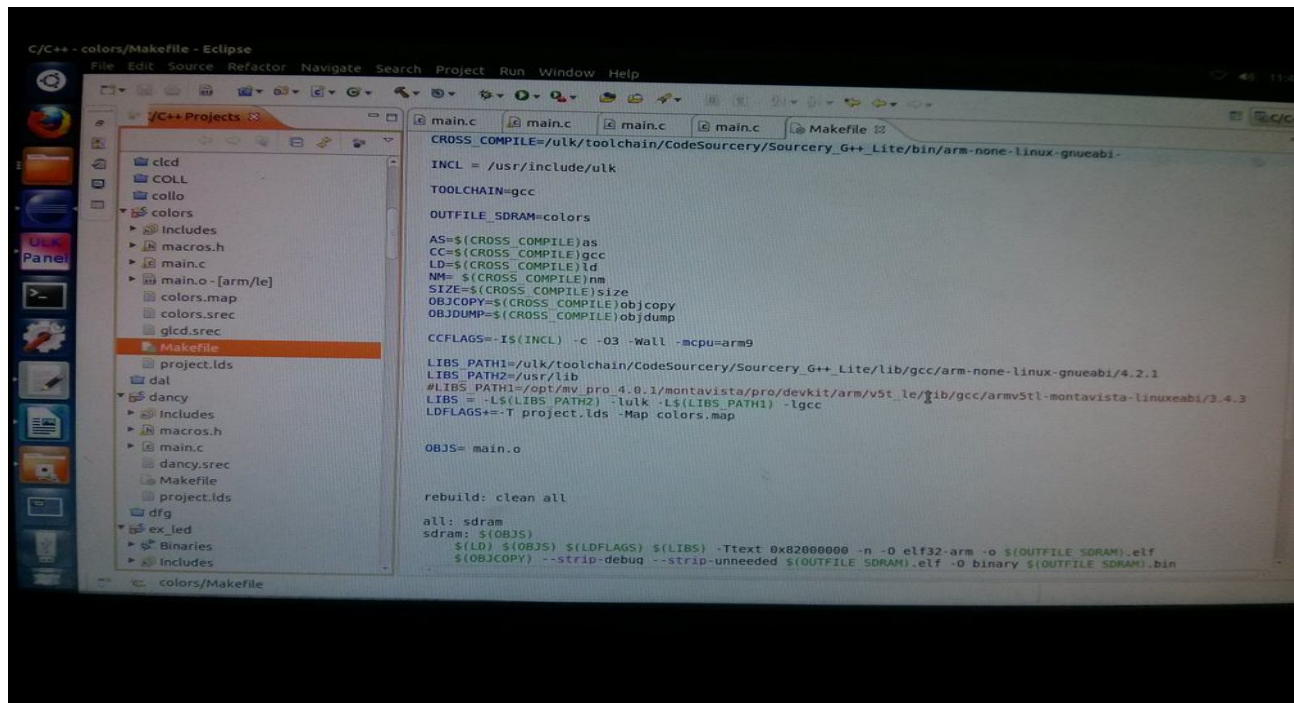 C/C++ - colors/Makefile - Eclipse
File Edit Source Refactor Navigate Search Project Run Window Help
/C++ Projects
main.c main.c main.c main.c Makefile
clcd
COLL
collo
colors
Includes
macros.h
main.c
main.o - [arm/le]
colors.map
colors.srec
glcd.srec
Makefile
project.lds
dal
dancy
Includes
macros.h
main.c
dancy.srec
Makefile
project.lds
dfg
ex_led
Binaries
Includes
ULK
Panel
CROSS_COMPILE=/ulk/toolchain/CodeSourcery/Sourcery_G++_Lite/bin/arm-none-linux-gnueabi-
INCL = /usr/include/ulk
TOOLCHAIN=gcc
OUTFILE_SDRAM=colors
AS=$(CROSS_COMPILE)as
CC=$(CROSS_COMPILE)gcc
LD=$(CROSS_COMPILE)ld
NM= $(CROSS_COMPILE)nm
SIZE=$(CROSS_COMPILE)size
OBJCOPY=$(CROSS_COMPILE)objcopy
OBJDUMP=$(CROSS_COMPILE)objdump
CCFLAGS=-I$(INCL) -c -O3 -Wall -mcpu=arm9
LIBS_PATH1=/ulk/toolchain/CodeSourcery/Sourcery_G++_Lite/lib/gcc/arm-none-linux-gnueabi/4.2.1
LIBS_PATH2=/usr/lib
#LIBS_PATH1=/opt/mv_pro_4.0.1/montavista/pro/devkit/arm/v5t_le/lib/gcc/armv5tl-montavista-linuxeabi/3.4.3
LIBS = -L$(LIBS_PATH2) -lulk -L$(LIBS_PATH1) -lgcc
LDFLAGS+=-T project.lds -Map colors.map
OBJS= main.o
rebuild: clean all
all: sdram
sdram: $(OBJS)
$(LD) $(OBJS) $(LDFLAGS) $(LIBS) -Ttext 0x82000000 -n -O elf32-arm -o $(OUTFILE_SDRAM).elf
$(OBJCOPY) --strip-debug --strip-unneeded $(OUTFILE_SDRAM).elf -O binary $(OUTFILE_SDRAM).bin
colors/Makefile